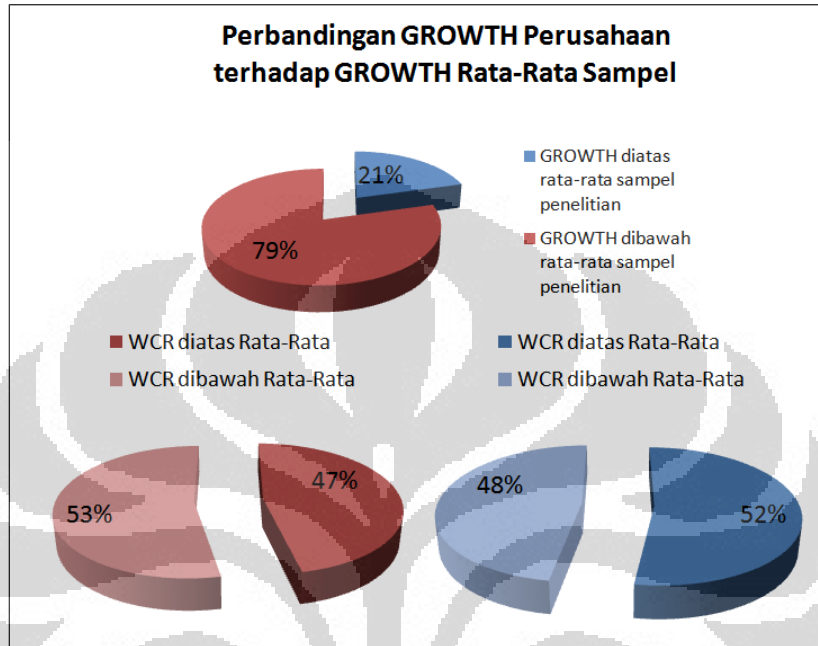 Perbandingan GROWTH Perusahaan
terhadap GROWTH Rata-Rata Sampel
21%
79%
GROWTH diatas
rata-rata sampel
penelitian
GROWTH dibawah
rata-rata sampel
penelitian
WCR diatas Rata-Rata
WCR dibawah Rata-Rata
WCR diatas Rata-Rata
WCR dibawah Rata-Rata
53%
47%
48%
52%